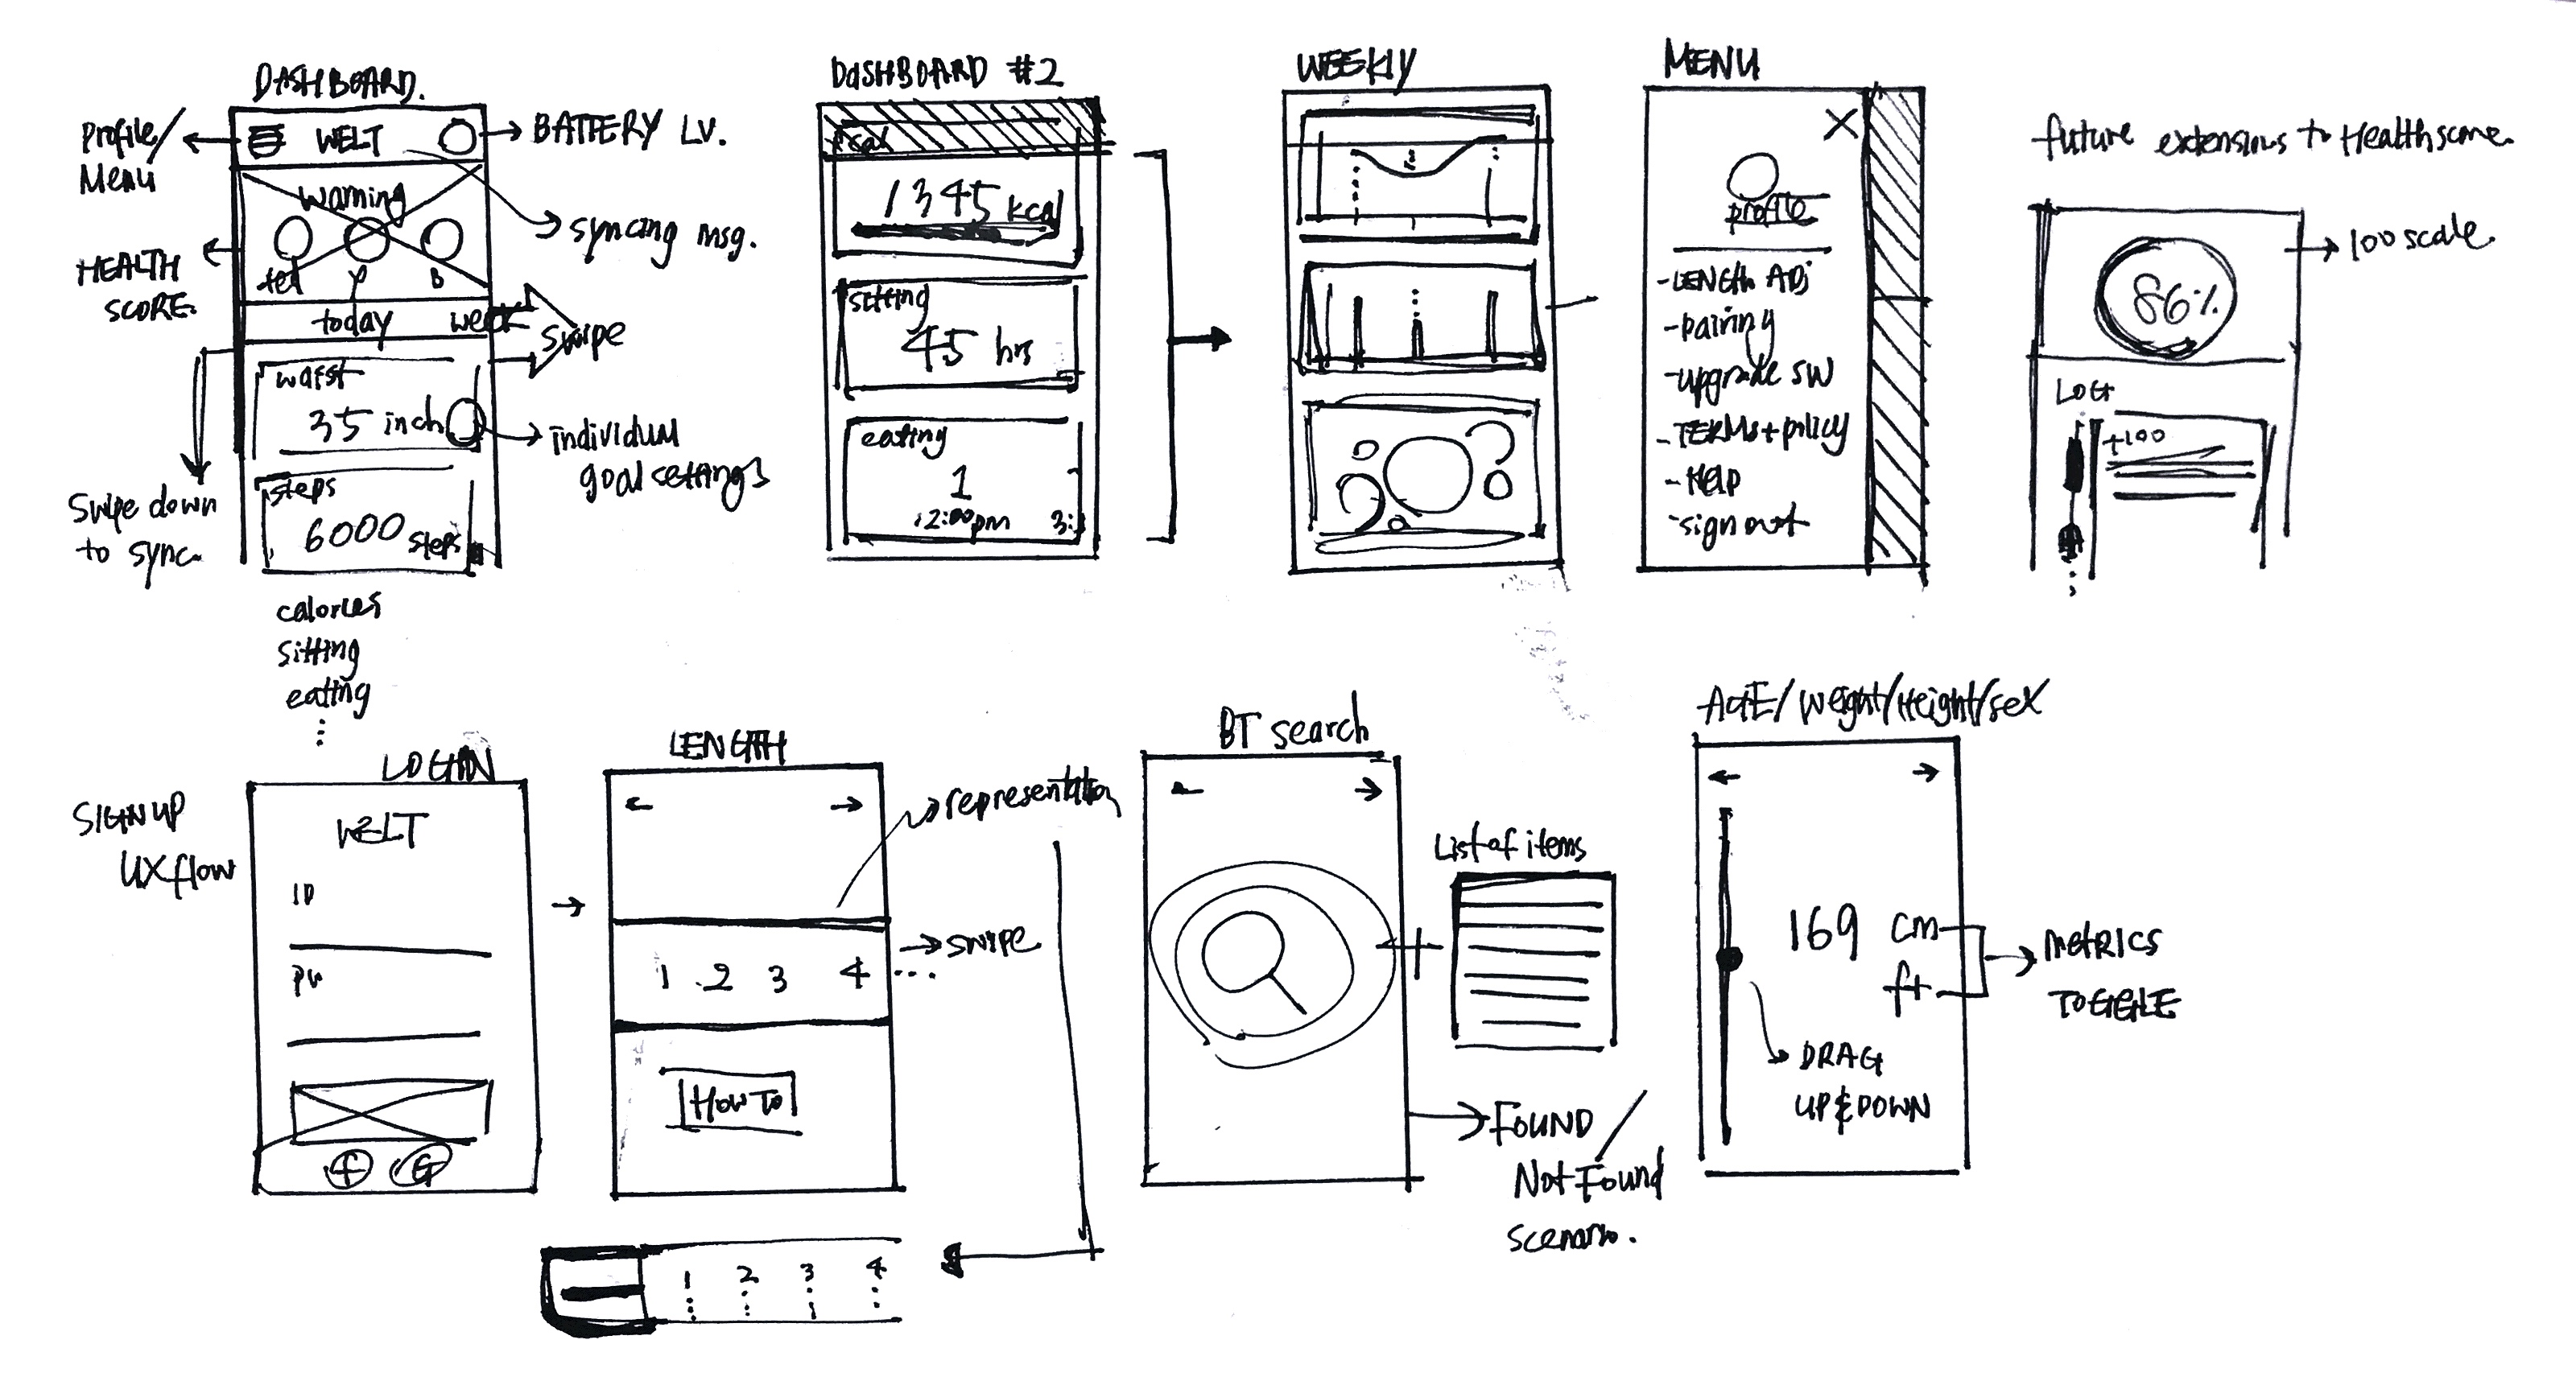 DASHBOARD.
Profile/
Menu
WELT
BATTERY LV.
Warning
syncing msg.
HEALTH
SCORE.
red
Y
B
today
week
swipe
waist
35 inch
individual
goal settings
Swipe down
to sync.
steps
6000 steps
calories
sitting
eating
DASHBOARD #2
kcal
1345 kcal
sitting
45 hrs
eating
1
12:00pm
3:
WEEKLY
MENU
X
profile
-LENGTH ADJ
-pairing
-upgrade SW
-TERMS+policy
-Help
-sign out
future extensions to Healthscore.
100 scale
86%
LOG
+100
SIGN UP
UX flow
LOGIN
WELT
ID
PW
f
G
LENGTH
representation
1 2 3 4 ...
swipe
HOW TO
1 2 3 4
BT search
List of items
FOUND/
Not Found
scenario.
AGE/Weight/Height/sex
169 cm
ft
METRICS
TOGGLE
DRAG
UP & DOWN